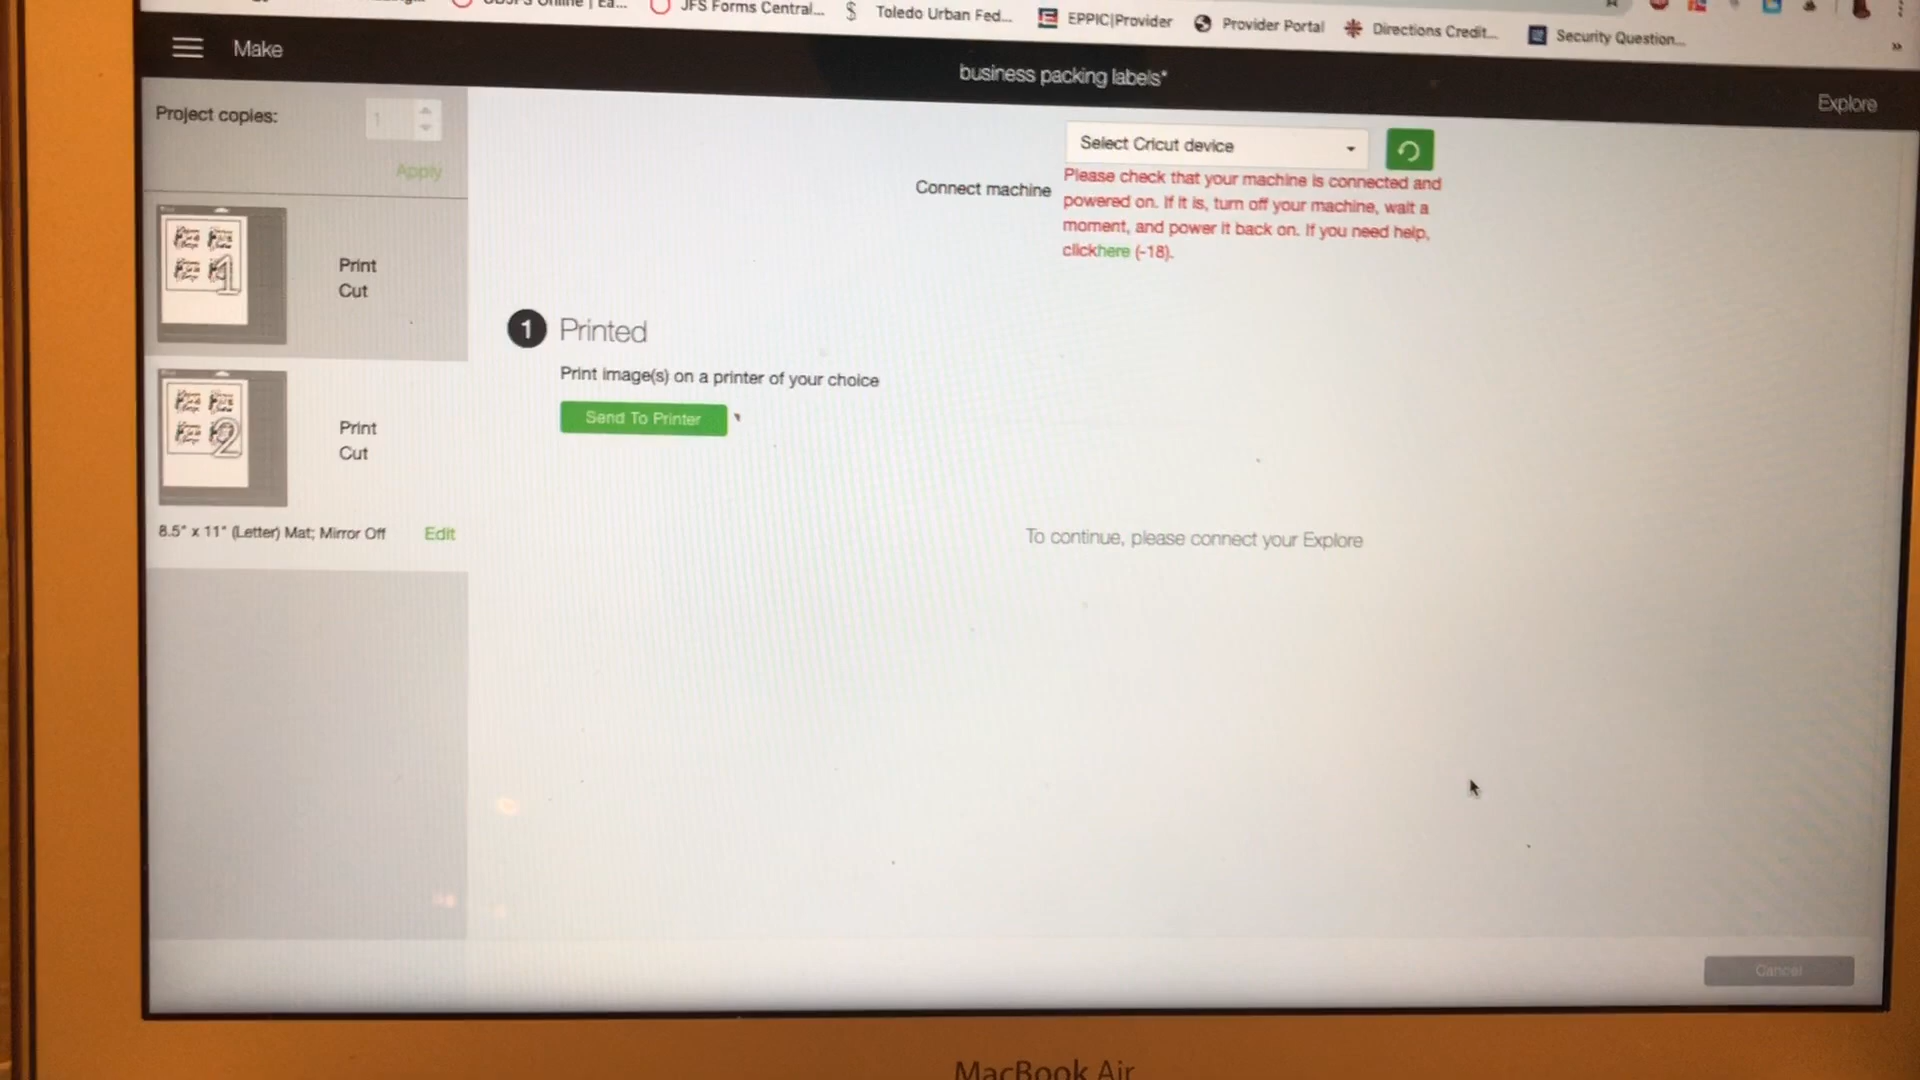 JFS Forms Central...
$ Toledo Urban Fed...
EPPIC|Provider
Provider Portal
Directions Credit...
Security Question...
»
Make
business packing labels*
Explore
Project copies:
1
Apply
Select Cricut device
Connect machine
Please check that your machine is connected and
powered on. If it is, turn off your machine, wait a
moment, and power it back on. If you need help,
clickhere (-18).
1
Print
Cut
1 Printed
Print image(s) on a printer of your choice
Send To Printer
2
Print
Cut
8.5" x 11" (Letter) Mat; Mirror Off
Edit
To continue, please connect your Explore
Cancel
MacBook Air